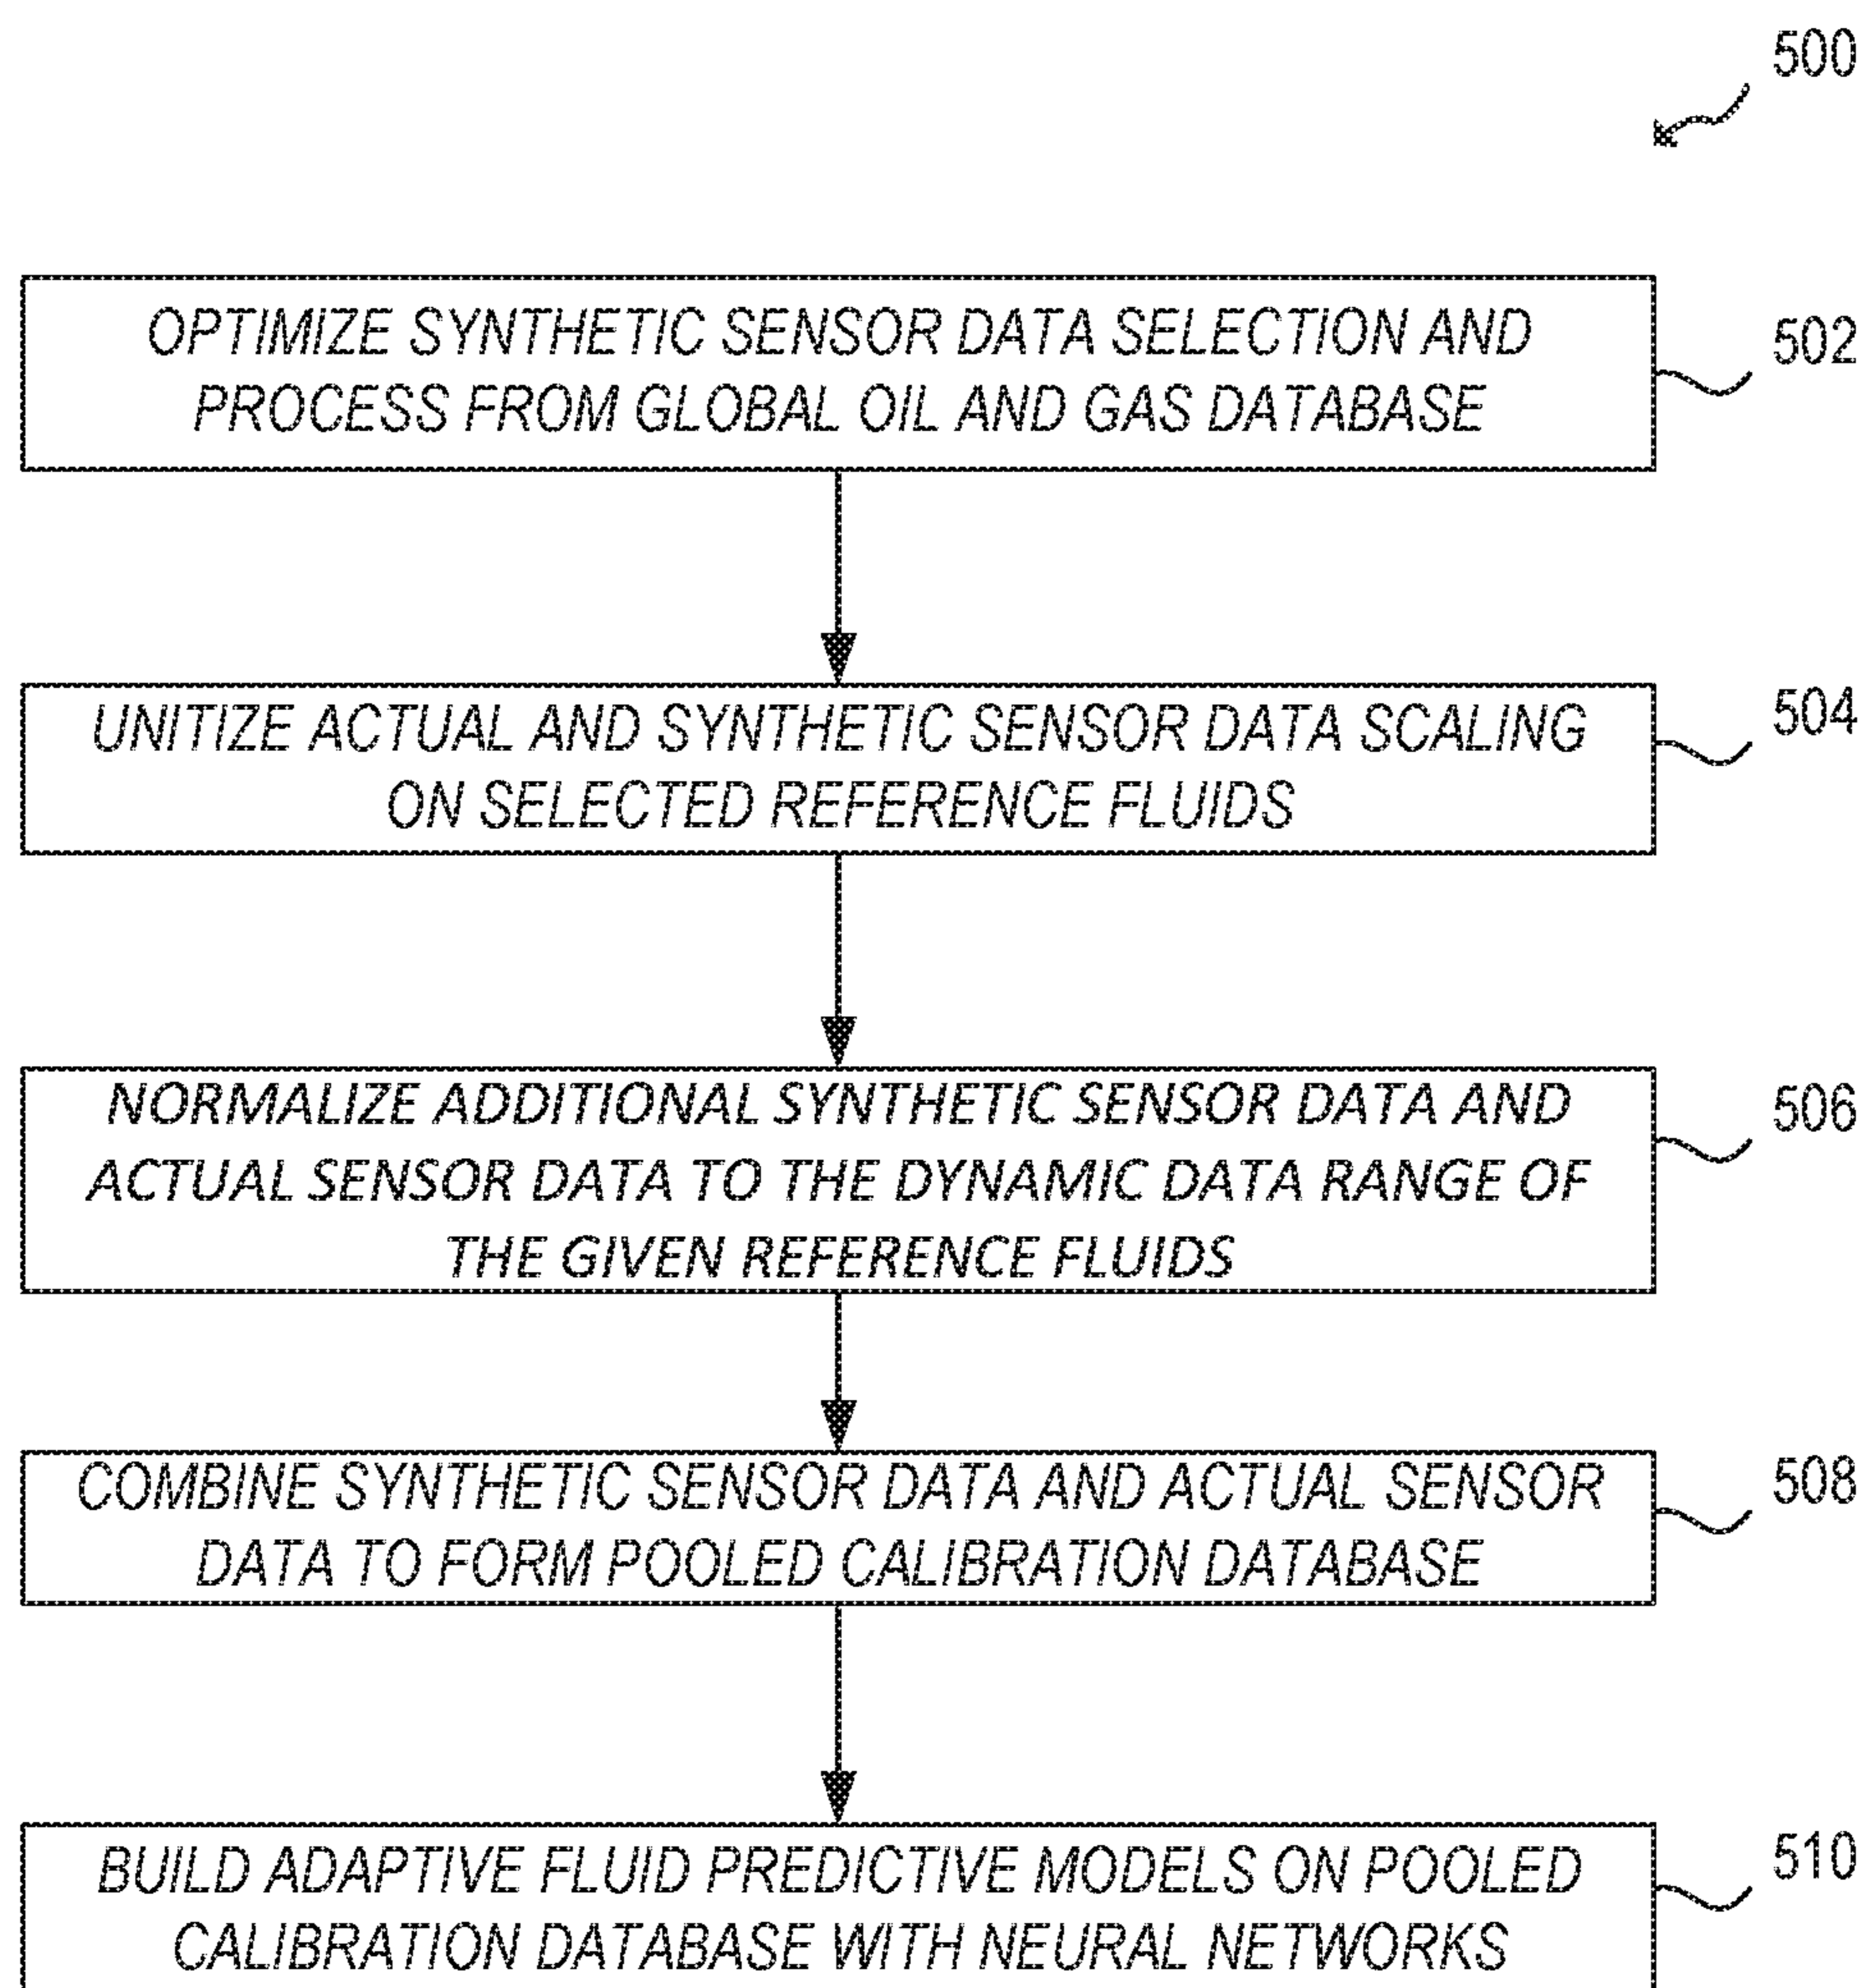 500
OPTIMIZE SYNTHETIC SENSOR DATA SELECTION AND
PROCESS FROM GLOBAL OIL AND GAS DATABASE
502
UNITIZE ACTUAL AND SYNTHETIC SENSOR DATA SCALING
ON SELECTED REFERENCE FLUIDS
504
NORMALIZE ADDITIONAL SYNTHETIC SENSOR DATA AND
ACTUAL SENSOR DATA TO THE DYNAMIC DATA RANGE OF
THE GIVEN REFERENCE FLUIDS
506
COMBINE SYNTHETIC SENSOR DATA AND ACTUAL SENSOR
DATA TO FORM POOLED CALIBRATION DATABASE
508
BUILD ADAPTIVE FLUID PREDICTIVE MODELS ON POOLED
CALIBRATION DATABASE WITH NEURAL NETWORKS
510